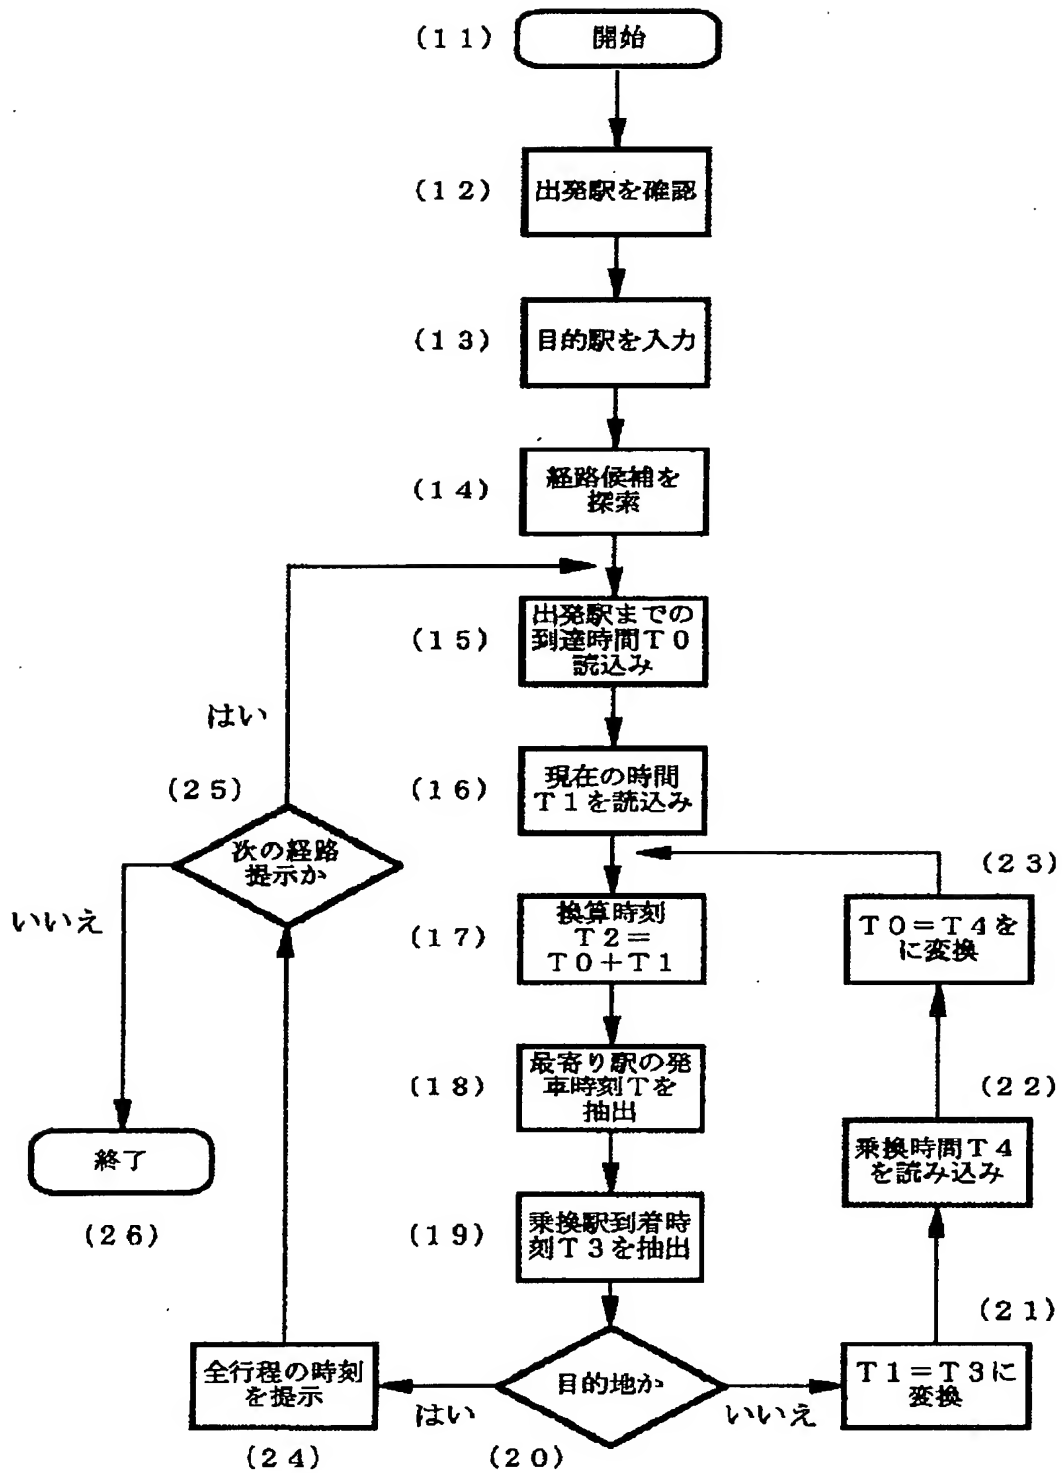 (11)
開始
(12)
出発駅を確認
(13)
目的駅を入力
(14)
経路候補を
探索
(15)
出発駅までの
到達時間T0
読込み
はい
(16)
現在の時間
T1を読込み
(25)
次の経路
提示か
いいえ
(17)
換算時刻
T2=
T0+T1
(23)
T0=T4を
に変換
(18)
最寄り駅の発
車時刻Tを
抽出
(22)
乗換時間T4
を読み込み
終了
(26)
(19)
乗換駅到着時
刻T3を抽出
(21)
T1=T3に
変換
全行程の時刻
を提示
(24)
はい
目的地か
(20)
いいえ